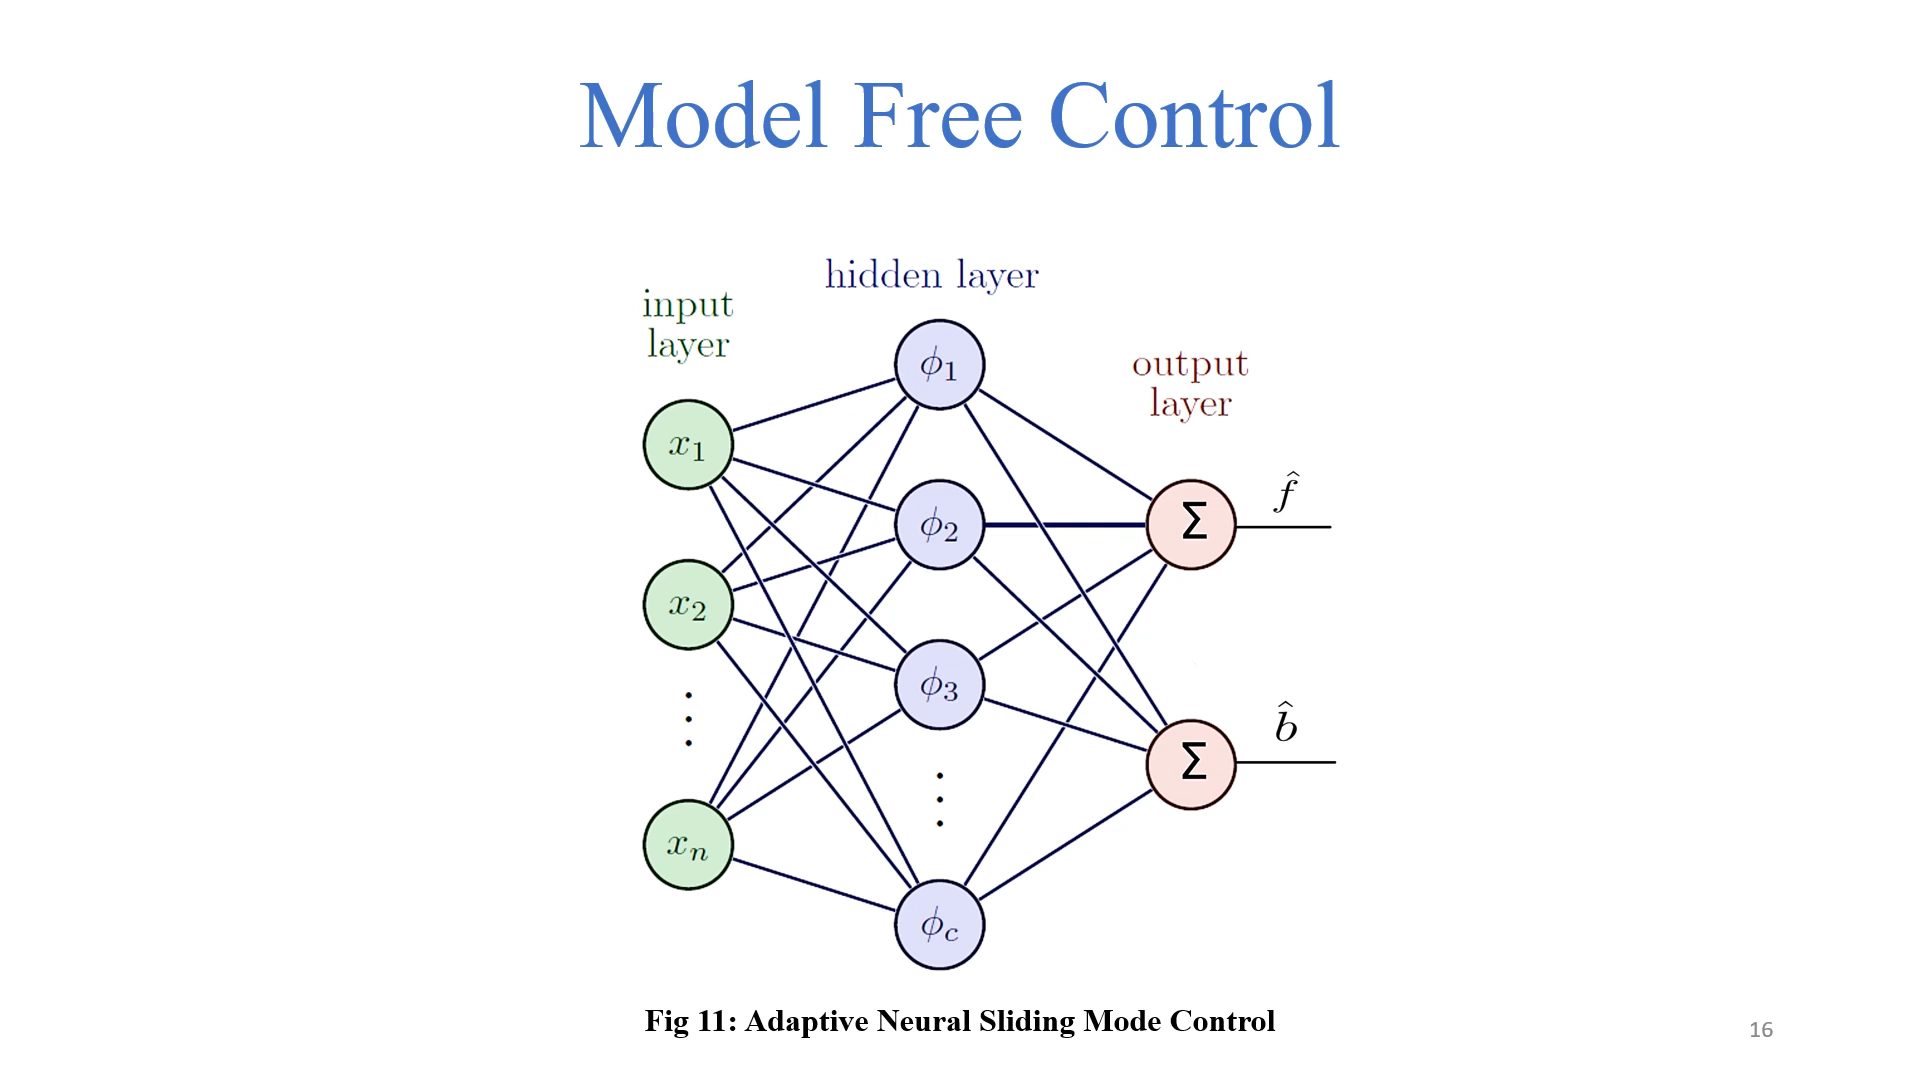 Model Free Control
hidden layer
input
layer
output
layer
ϕ₁
x₁
f̂
ϕ₂
Σ
x₂
ϕ₃
b̂
Σ
xₙ
ϕ_c
Fig 11: Adaptive Neural Sliding Mode Control
16